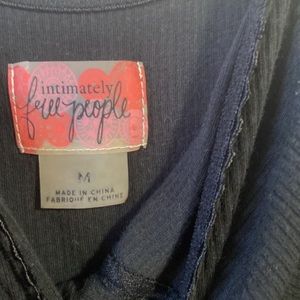 intimately
free people
M
MADE IN CHINA
FABRIQUÉ EN CHINE